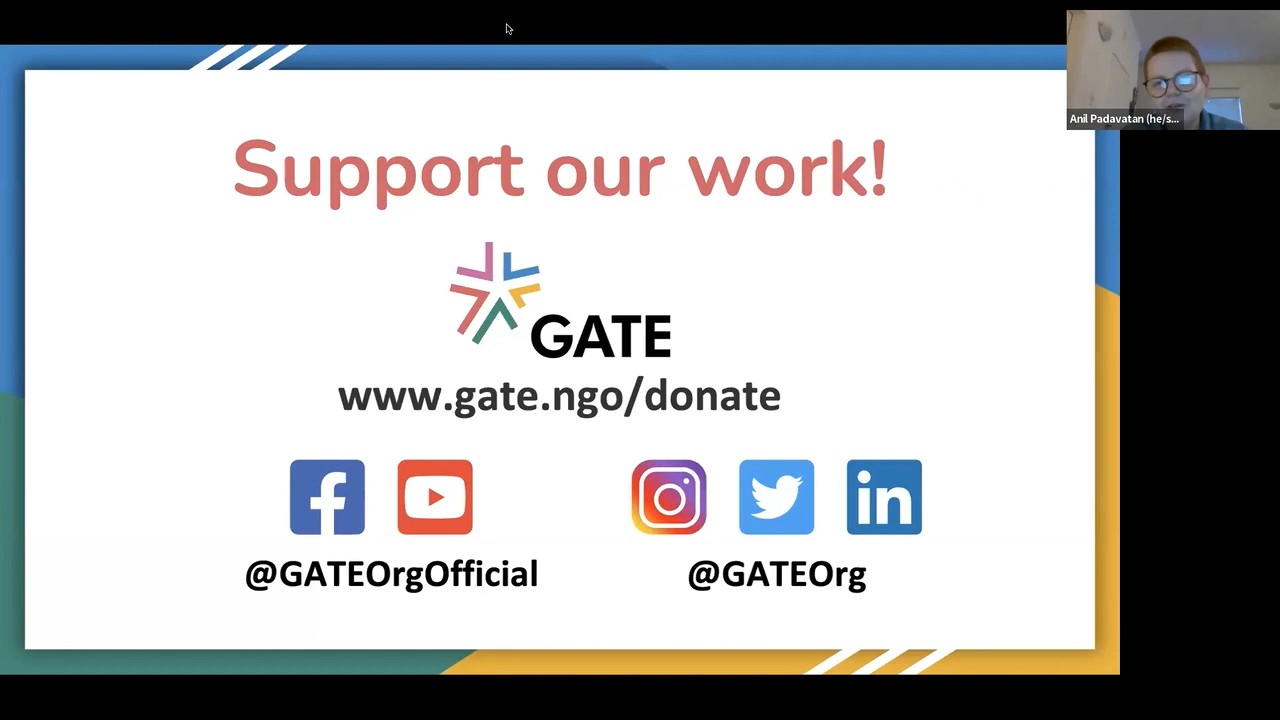 Anil Padavatan (he/s...
Support our work!
GATE
www.gate.ngo/donate
@GATEOrgOfficial
@GATEOrg